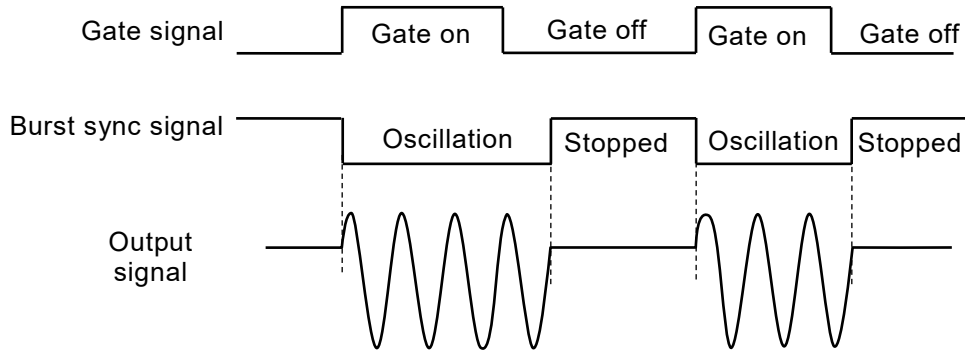 Gate signal
Gate on
Gate off
Gate on
Gate off
Burst sync signal
Oscillation
Stopped
Oscillation
Stopped
Output
signal